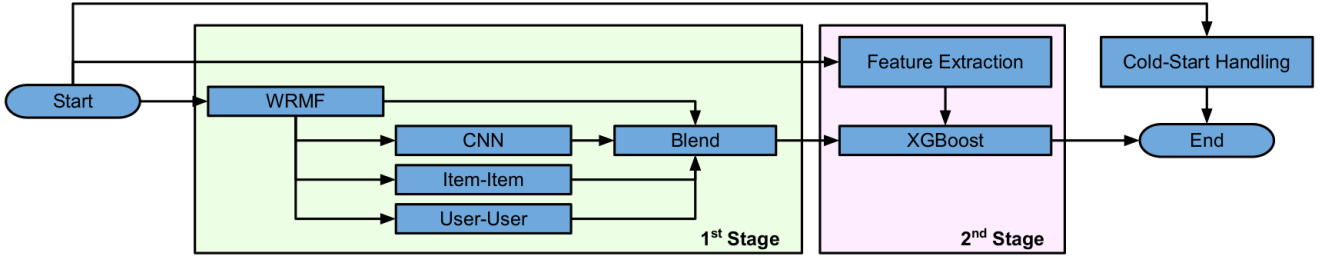 Start
WRMF
CNN
Item-Item
User-User
Blend
1st Stage
Feature Extraction
XGBoost
2nd Stage
Cold-Start Handling
End